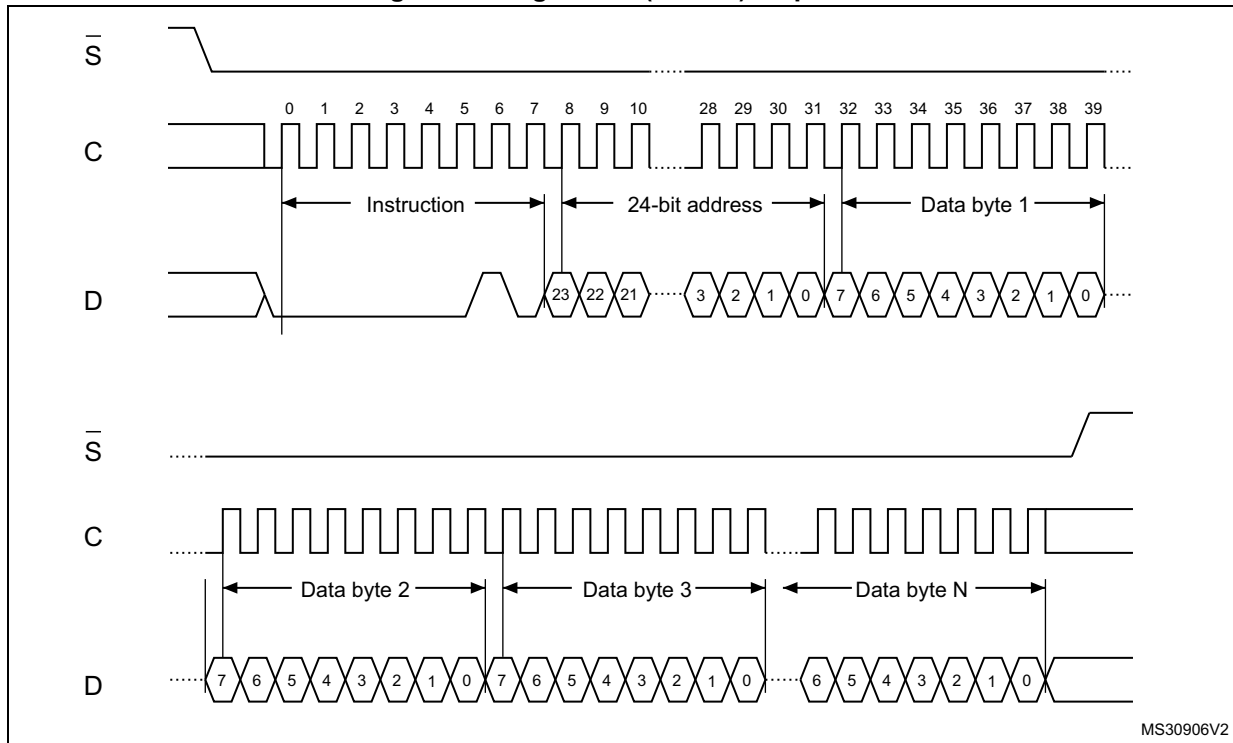 S
0 1 2 3 4 5 6 7 8 9 10 28 29 30 31 32 33 34 35 36 37 38 39
C
Instruction 24-bit address Data byte 1
D 23 22 21 3 2 1 0 7 6 5 4 3 2 1 0
S
C
Data byte 2 Data byte 3 Data byte N
D 7 6 5 4 3 2 1 0 7 6 5 4 3 2 1 0 6 5 4 3 2 1 0
MS30906V2